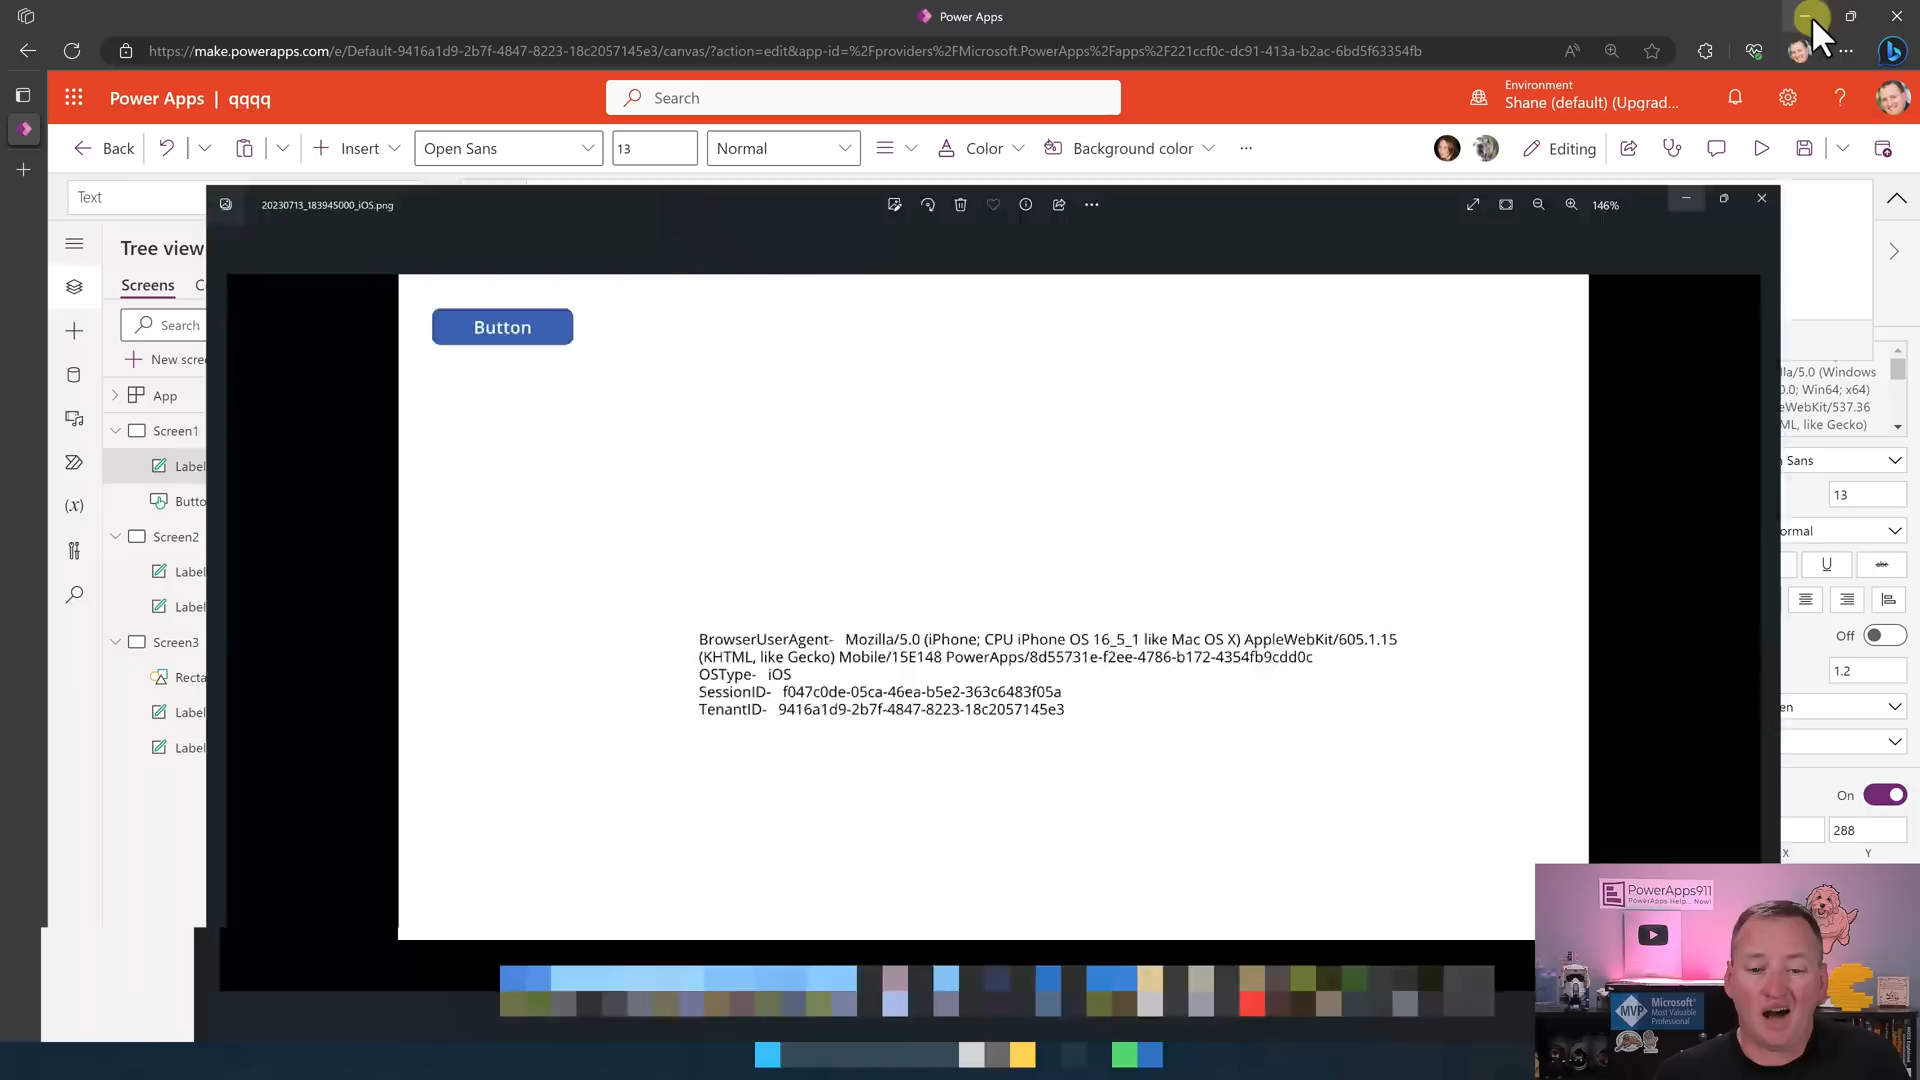 Power Apps
https://make.powerapps.com/e/Default-9416a1d9-2b7f-4847-8223-18c2057145e3/canvas/?action=edit&app-id=%2Fproviders%2FMicrosoft.PowerApps%2Fapps%2F221ccf0c-dc91-413a-b2ac-6bd5f63354fb
Power Apps | qqqq
Search
Environment
Shane (default) (Upgrad...
Back
Insert
Open Sans
13
Normal
Color
Background color
Editing
Text
20230713_183945000_iOS.png
146%
Tree view
Screens
Search
New scre
App
Screen1
Label
Butto
Screen2
Label
Label
Screen3
Recta
Label
Label
Button
BrowserUserAgent- Mozilla/5.0 (iPhone; CPU iPhone OS 16_5_1 like Mac OS X) AppleWebKit/605.1.15
(KHTML, like Gecko) Mobile/15E148 PowerApps/8d55731e-f2ee-4786-b172-4354fb9cdd0c
OSType- iOS
SessionID- f047c0de-05ca-46ea-b5e2-363c6483f05a
TenantID- 9416a1d9-2b7f-4847-8223-18c2057145e3
lla/5.0 (Windows
0.0; Win64; x64)
eWebKit/537.36
ML, like Gecko)
Sans
13
ormal
U
abc
Off
1.2
en
On
288
X
Y
PowerApps911
PowerApps Help... Now!
MVP
Microsoft
Most Valuable
Professional